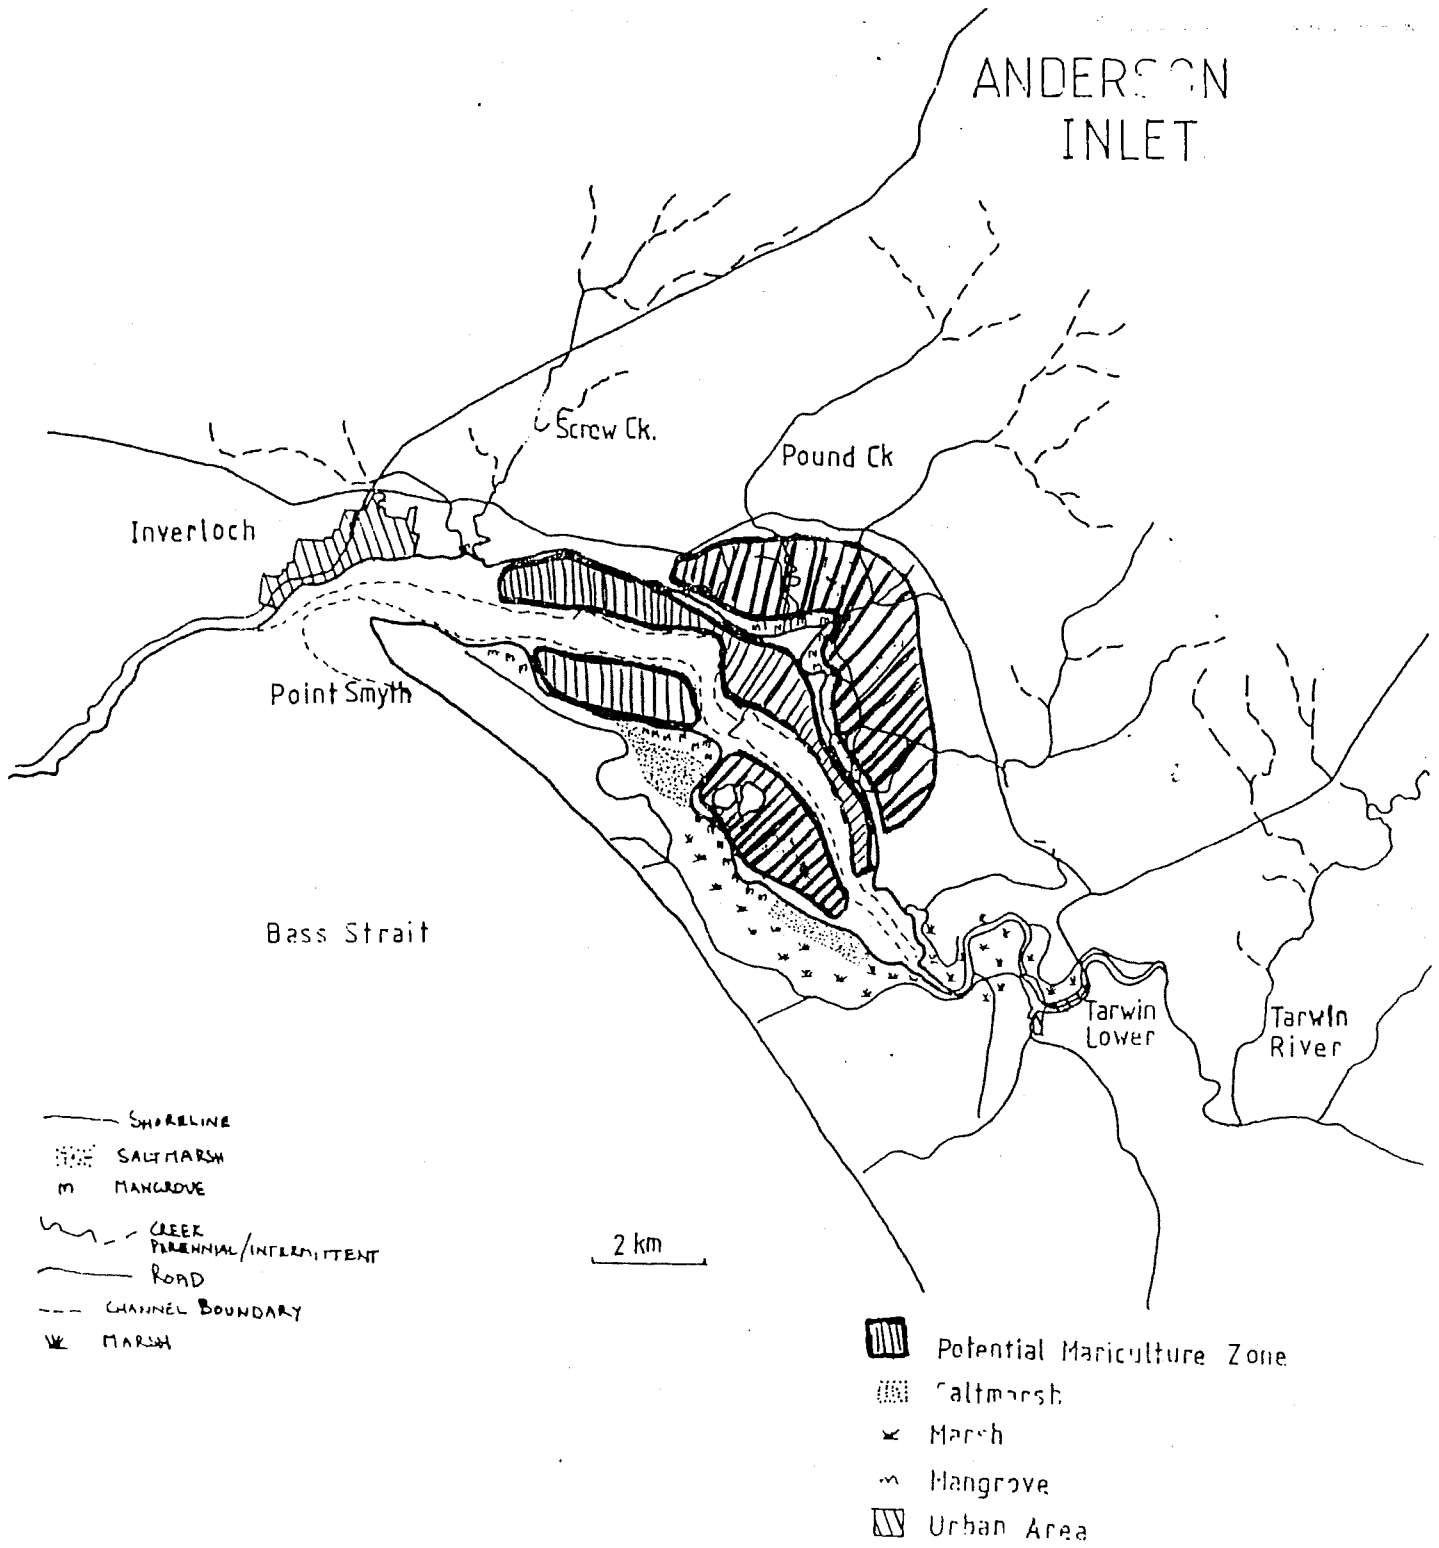 ANDERSON
INLET
Screw Ck.
Pound Ck
Inverloch
Point Smyth
Bass Strait
Tarwin
Lower
Tarwin
River
SHORELINE
SALTMARSH
m MANGROVE
CREEK
PERENNIAL/INTERMITTENT
ROAD
CHANNEL BOUNDARY
MARSH
2 km
Potential Mariculture Zone
Saltmarsh
Marsh
m Mangrove
Urban Area